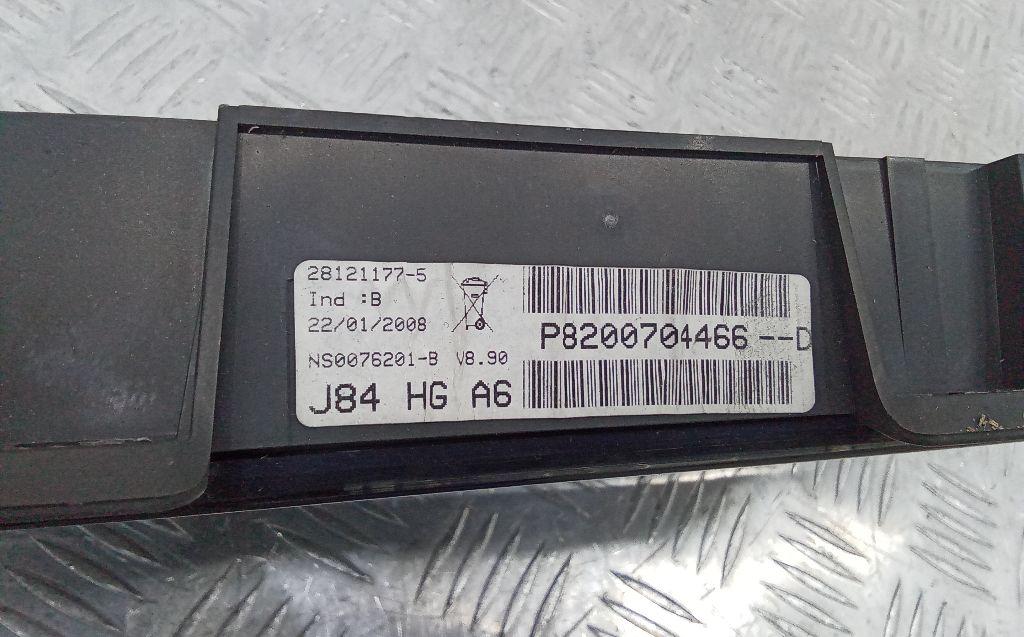 28121177-5
Ind :B
22/01/2008
NS0076201-B V8.90
J84 HG A6
P8200704466--D